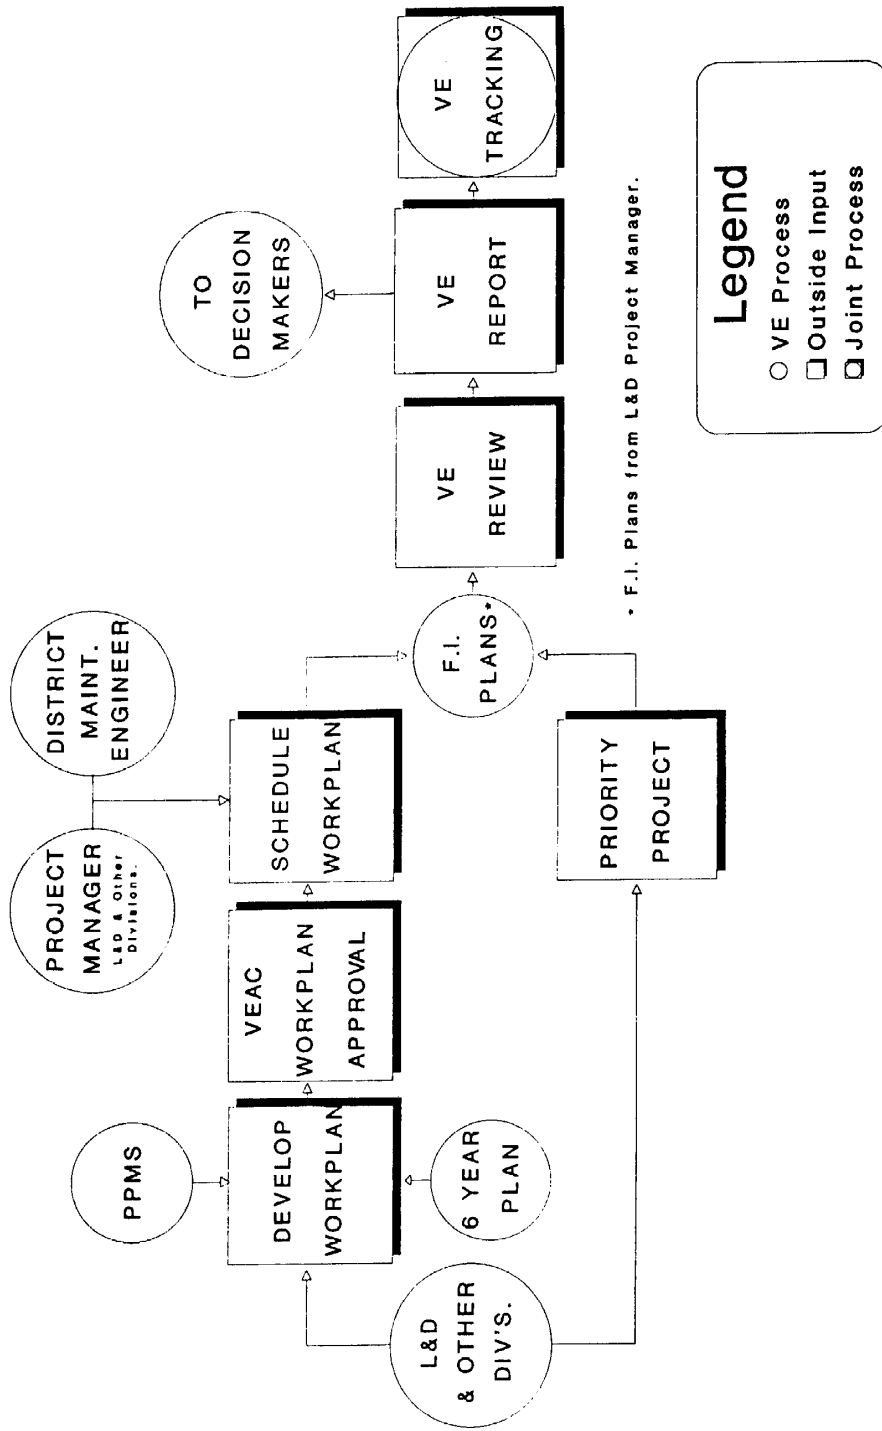 PROJECT
MANAGER
L&D & Other
Divisions.
DISTRICT
MAINT.
ENGINEER
PPMS
DEVELOP
WORKPLAN
VEAC
WORKPLAN
APPROVAL
SCHEDULE
WORKPLAN
TO
DECISION
MAKERS
L&D
& OTHER
DIV'S.
6 YEAR
PLAN
F.I.
PLANS*
VE
REVIEW
VE
REPORT
VE
TRACKING
PRIORITY
PROJECT
* F.I. Plans from L&D Project Manager.
Legend
VE Process
Outside Input
Joint Process